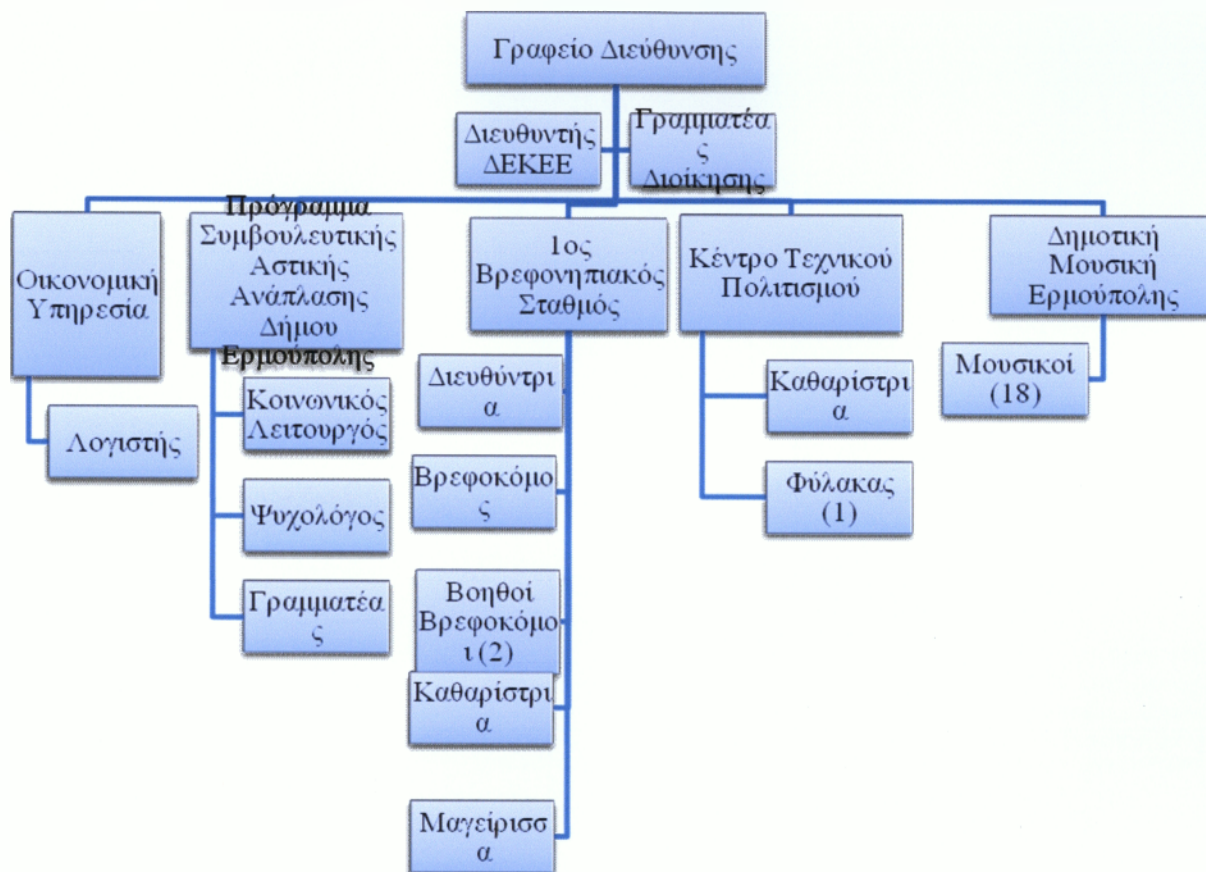 Γραφείο Διεύθυνσης
Διευθυντής
ΔΕΚΕΕ
Γραμματέα
ς
Διοίκησης
Οικονομική
Υπηρεσία
Πρόγραμμα
Συμβουλευτικής
Αστικής
Ανάπλασης
Δήμου
Ερμούπολης
1ος
Βρεφονηπιακός
Σταθμός
Κέντρο Τεχνικού
Πολιτισμού
Δημοτική
Μουσική
Ερμούπολης
Λογιστής
Κοινωνικός
Λειτουργός
Ψυχολόγος
Γραμματέα
ς
Διευθύντρι
α
Βρεφοκόμο
ς
Βοηθοί
Βρεφοκόμο
ι (2)
Καθαρίστρι
α
Μαγείρισσ
α
Καθαρίστρι
α
Φύλακας
(1)
Μουσικοί
(18)